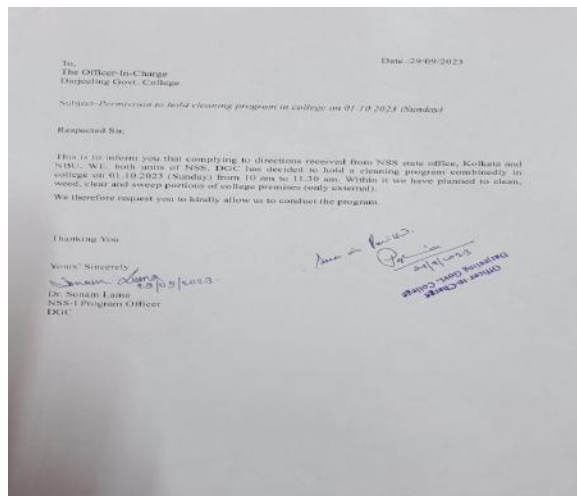 To,
Date :29/09/2023
The Officer-In-Charge
Darjeeling Govt. College
Subject-Permission to hold cleaning program in college on 01.10.2023 (Sunday)
Respected Sir,
This is to inform you that complying to directions received from NSS state office, Kolkata and
NBU, WE, both units of NSS, DGC has decided to hold a cleaning program combinedly in
college on 01.10.2023 (Sunday) from 10 am to 11.30 am. Within it we have planned to clean,
weed, clear and sweep portions of college premises (only external).
We therefore request you to kindly allow us to conduct the program.
Thanking You
Yours' Sincerely
Sonam Lama
29/09/2023
Dr. Sonam Lama
NSS-I Program Officer
DGC
29/9/2023
Officer in-Charge
Darjeeling Govt. College